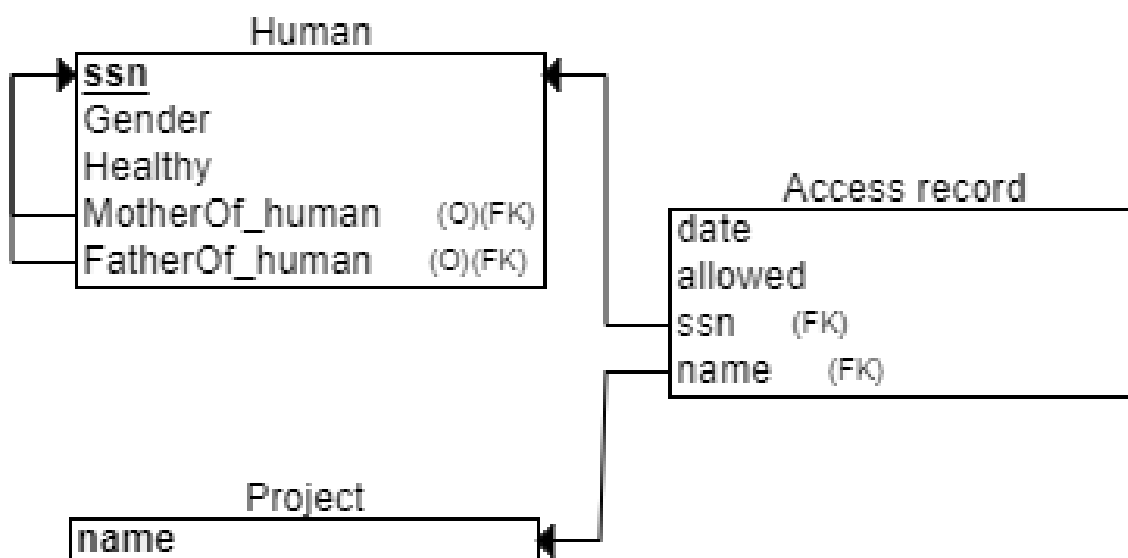 Human
ssn
Gender
Healthy
MotherOf_human (O)(FK)
FatherOf_human (O)(FK)
Access record
date
allowed
ssn (FK)
name (FK)
Project
name